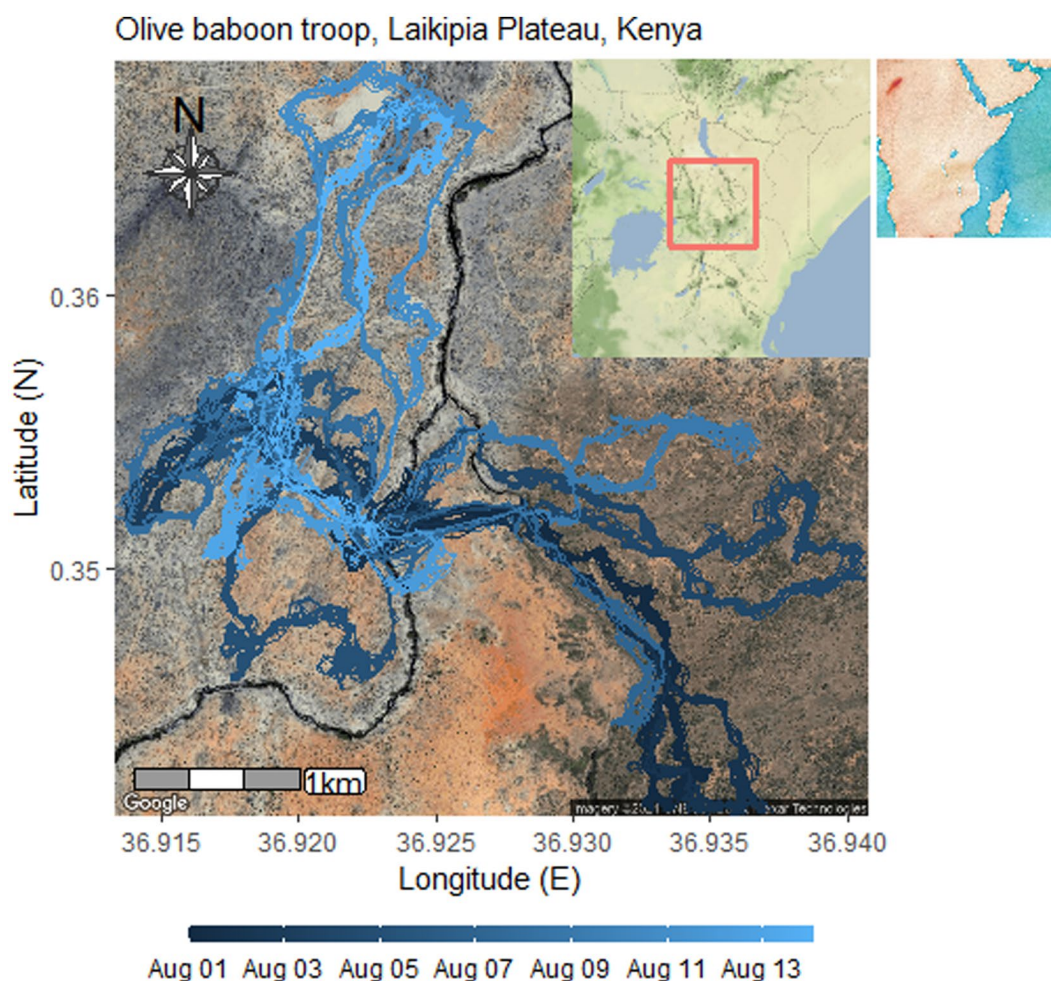 Olive baboon troop, Laikipia Plateau, Kenya
N
0.36
0.35
Latitude (N)
1km
Google
Technologies
36.915 36.920 36.925 36.930 36.935 36.940
Longitude (E)
Aug 01 Aug 03 Aug 05 Aug 07 Aug 09 Aug 11 Aug 13